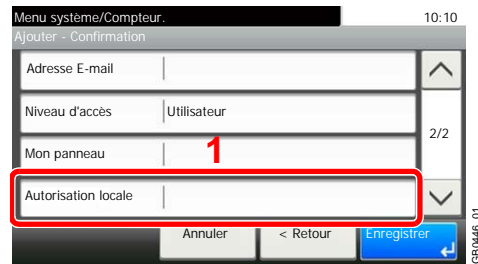 Menu système/Compteur. 10:10
Ajouter - Confirmation
Adresse E-mail
Niveau d'accès Utilisateur
2/2
Mon panneau 1
Autorisation locale
Annuler < Retour Enregistrer
GB0446_01